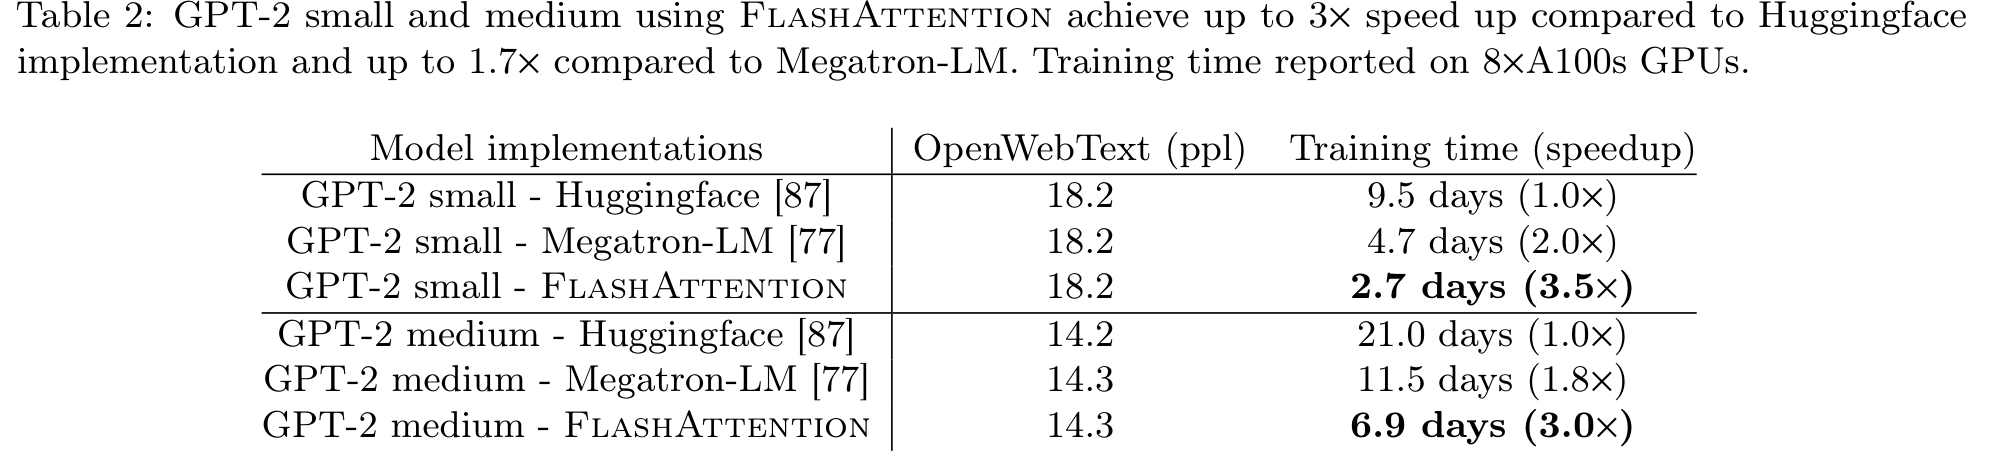 Table 2: GPT-2 small and medium using FLASHATTENTION achieve up to 3× speed up compared to Huggingface
implementation and up to 1.7× compared to Megatron-LM. Training time reported on 8×A100s GPUs.
Model implementations OpenWebText (ppl) Training time (speedup)
GPT-2 small - Huggingface [87] 18.2 9.5 days (1.0×)
GPT-2 small - Megatron-LM [77] 18.2 4.7 days (2.0×)
GPT-2 small - FLASHATTENTION 18.2 2.7 days (3.5×)
GPT-2 medium - Huggingface [87] 14.2 21.0 days (1.0×)
GPT-2 medium - Megatron-LM [77] 14.3 11.5 days (1.8×)
GPT-2 medium - FLASHATTENTION 14.3 6.9 days (3.0×)